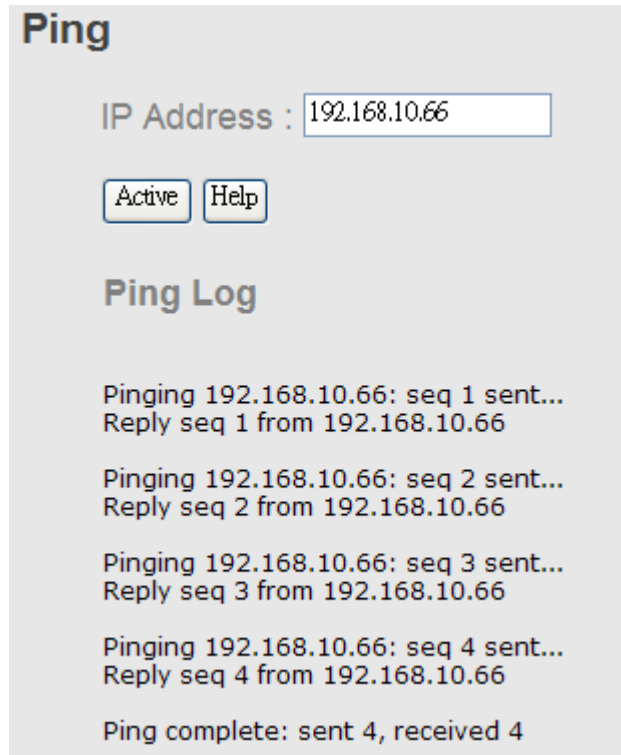 Ping
IP Address : 192.168.10.66
Active Help
Ping Log
Pinging 192.168.10.66: seq 1 sent...
Reply seq 1 from 192.168.10.66
Pinging 192.168.10.66: seq 2 sent...
Reply seq 2 from 192.168.10.66
Pinging 192.168.10.66: seq 3 sent...
Reply seq 3 from 192.168.10.66
Pinging 192.168.10.66: seq 4 sent...
Reply seq 4 from 192.168.10.66
Ping complete: sent 4, received 4